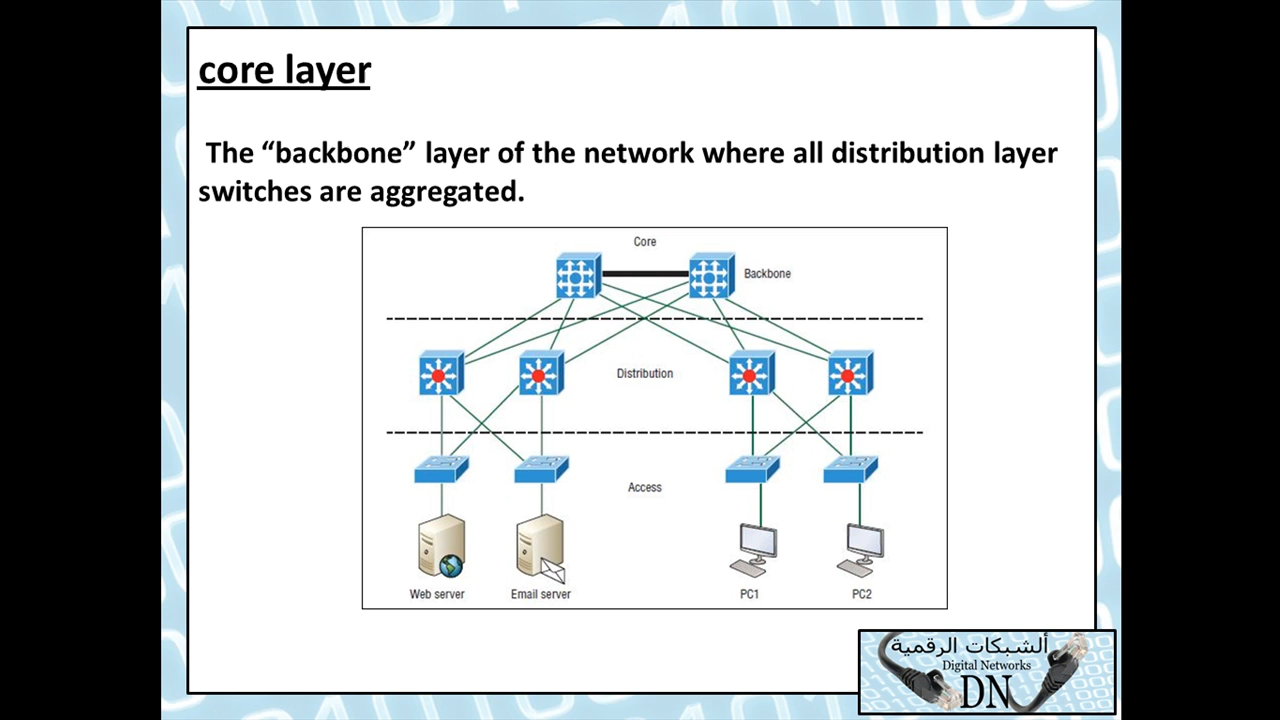 core layer
The “backbone” layer of the network where all distribution layer
switches are aggregated.
Core
Backbone
Distribution
Access
Web server
Email server
PC1
PC2
ألشبكات الرقمية
Digital Networks
DN